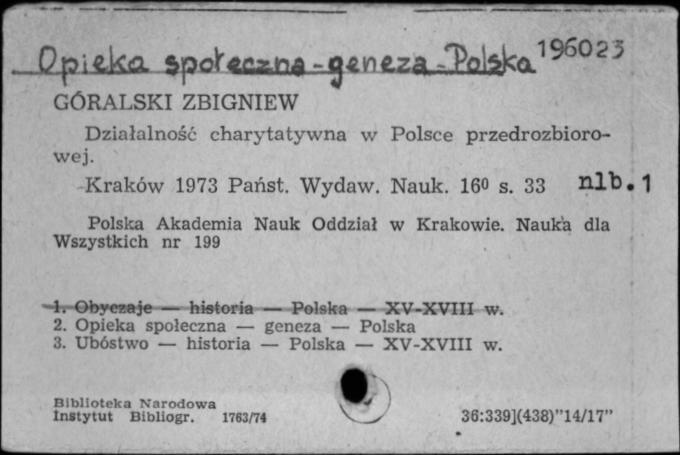 Opieka społeczna - geneza - Polska 196023
GÓRALSKI ZBIGNIEW
Działalność charytatywna w Polsce przedrozbioro-
wej.
Kraków 1973 Państ. Wydaw. Nauk. 16⁰ s. 33 nlb. 1
Polska Akademia Nauk Oddział w Krakowie. Nauka dla
Wszystkich nr 199
1. Obyczaje — historia — Polska — XV-XVIII w.
2. Opieka społeczna — geneza — Polska
3. Ubóstwo — historia — Polska — XV-XVIII w.
Biblioteka Narodowa
Instytut Bibliogr. 1763/74 36:339](438)"14/17"